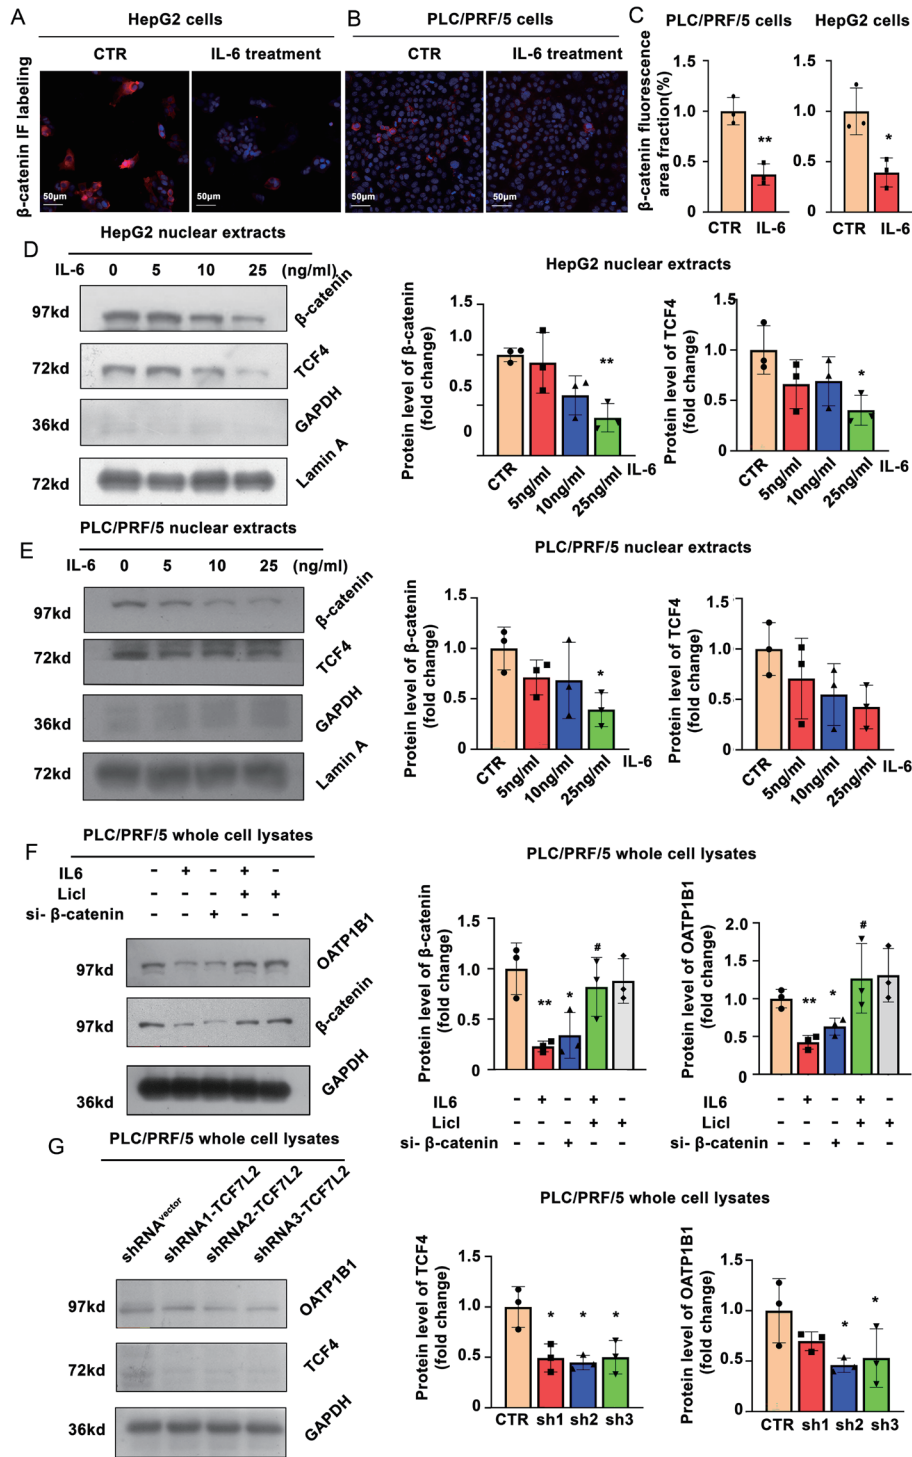 A
HepG2 cells
CTR
IL-6 treatment
β-catenin IF labeling
50μm
50μm
B
PLC/PRF/5 cells
CTR
IL-6 treatment
50μm
50μm
C
PLC/PRF/5 cells
HepG2 cells
β-catenin fluorescence
area fraction(%)
1.5
1.0
0.5
0
**
CTR IL-6
1.5
1.0
0.5
0
*
CTR IL-6
D
HepG2 nuclear extracts
IL-6 0 5 10 25 (ng/ml)
97kd
β-catenin
72kd
TCF4
36kd
GAPDH
72kd
Lamin A
HepG2 nuclear extracts
Protein level of β-catenin
(fold change)
1.5
1.0
0.5
0
**
CTR
5ng/ml
10ng/ml
25ng/ml
IL-6
Protein level of TCF4
(fold change)
1.5
1.0
0.5
0
*
CTR
5ng/ml
10ng/ml
25ng/ml
IL-6
E
PLC/PRF/5 nuclear extracts
IL-6 0 5 10 25 (ng/ml)
97kd
β-catenin
72kd
TCF4
36kd
GAPDH
72kd
Lamin A
PLC/PRF/5 nuclear extracts
Protein level of β-catenin
(fold change)
1.5
1.0
0.5
0
*
CTR
5ng/ml
10ng/ml
25ng/ml
IL-6
Protein level of TCF4
(fold change)
1.5
1.0
0.5
0
CTR
5ng/ml
10ng/ml
25ng/ml
IL-6
F
PLC/PRF/5 whole cell lysates
IL6 - + - + -
Licl - - - + +
si- β-catenin - - + - -
97kd
OATP1B1
97kd
β-catenin
36kd
GAPDH
PLC/PRF/5 whole cell lysates
Protein level of β-catenin
(fold change)
1.5
1.0
0.5
0
**
*
#
IL6 - + - + -
Licl - - - + +
si- β-catenin - - + - -
Protein level of OATP1B1
(fold change)
2.0
1.5
1.0
0.5
0
**
*
#
- + - + -
- - - + +
- - + - -
G
PLC/PRF/5 whole cell lysates
shRNAvector
shRNA1-TCF7L2
shRNA2-TCF7L2
shRNA3-TCF7L2
97kd
OATP1B1
72kd
TCF4
36kd
GAPDH
PLC/PRF/5 whole cell lysates
Protein level of TCF4
(fold change)
1.5
1.0
0.5
0
* * *
CTR sh1 sh2 sh3
Protein level of OATP1B1
(fold change)
1.5
1.0
0.5
0
* *
CTR sh1 sh2 sh3